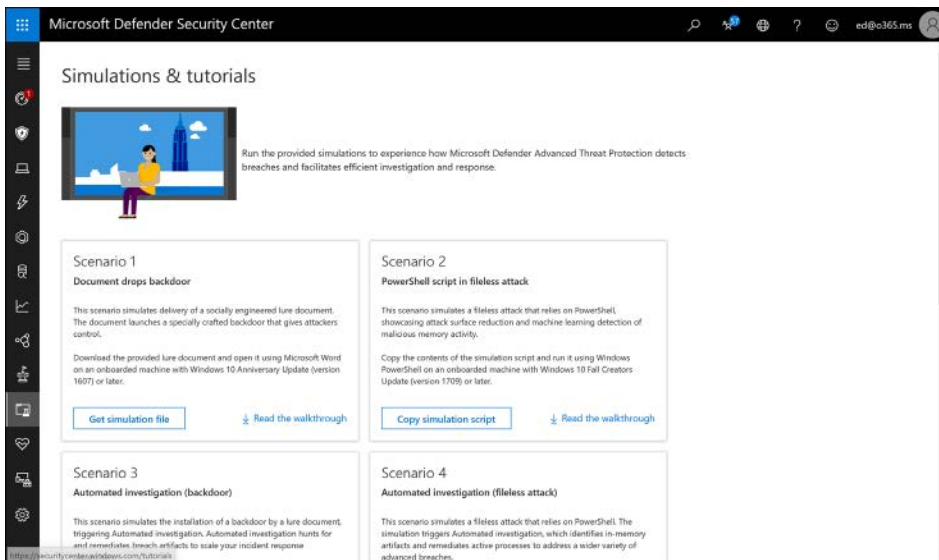 Microsoft Defender Security Center
57
?
ed@o365.ms
1
Simulations & tutorials
Run the provided simulations to experience how Microsoft Defender Advanced Threat Protection detects
breaches and facilitates efficient investigation and response.
Scenario 1
Document drops backdoor
This scenario simulates delivery of a socially engineered lure document.
The document launches a specially crafted backdoor that gives attackers
control.
Download the provided lure document and open it using Microsoft Word
on an onboarded machine with Windows 10 Anniversary Update (version
1607) or later.
Get simulation file
Read the walkthrough
Scenario 2
PowerShell script in fileless attack
This scenario simulates a fileless attack that relies on PowerShell,
showcasing attack surface reduction and machine learning detection of
malicious memory activity.
Copy the contents of the simulation script and run it using Windows
PowerShell on an onboarded machine with Windows 10 Fall Creators
Update (version 1709) or later.
Copy simulation script
Read the walkthrough
Scenario 3
Automated investigation (backdoor)
This scenario simulates the installation of a backdoor by a lure document,
triggering Automated investigation. Automated investigation hunts for
and remediates breach artifacts to scale your incident response
Scenario 4
Automated investigation (fileless attack)
This scenario simulates a fileless attack that relies on PowerShell. The
simulation triggers Automated investigation, which identifies in-memory
artifacts and remediates active processes to address a wider variety of
advanced breaches.
https://securitycenter.windows.com/tutorials